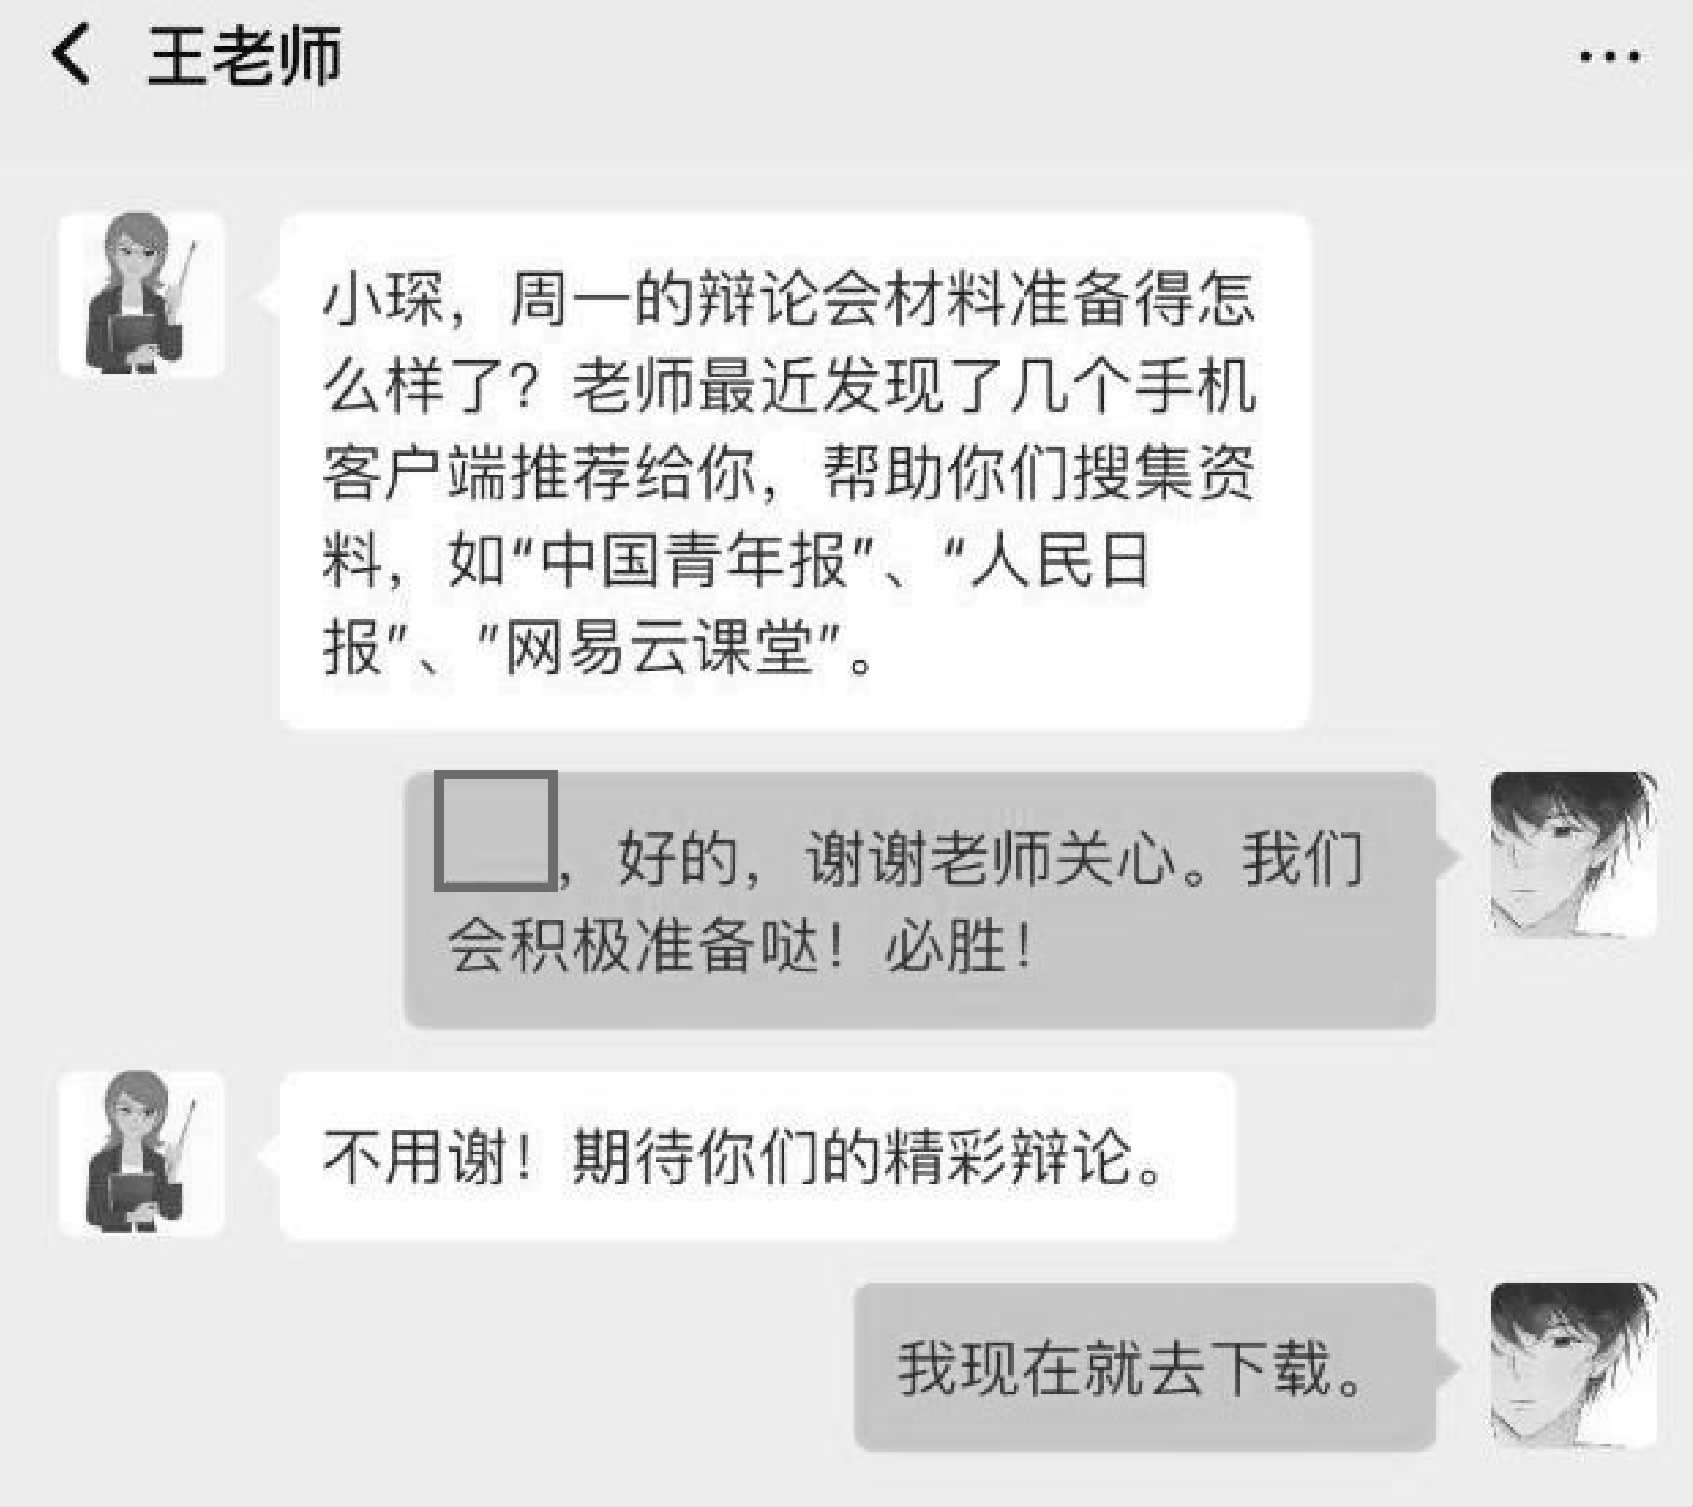 王老师
小琛，周一的辩论会材料准备得怎
么样了？老师最近发现了几个手机
客户端推荐给你，帮助你们搜集资
料，如“中国青年报”、“人民日
报”、”网易云课堂”。
，好的，谢谢老师关心。我们
会积极准备哒！必胜！
不用谢！期待你们的精彩辩论。
我现在就去下载。